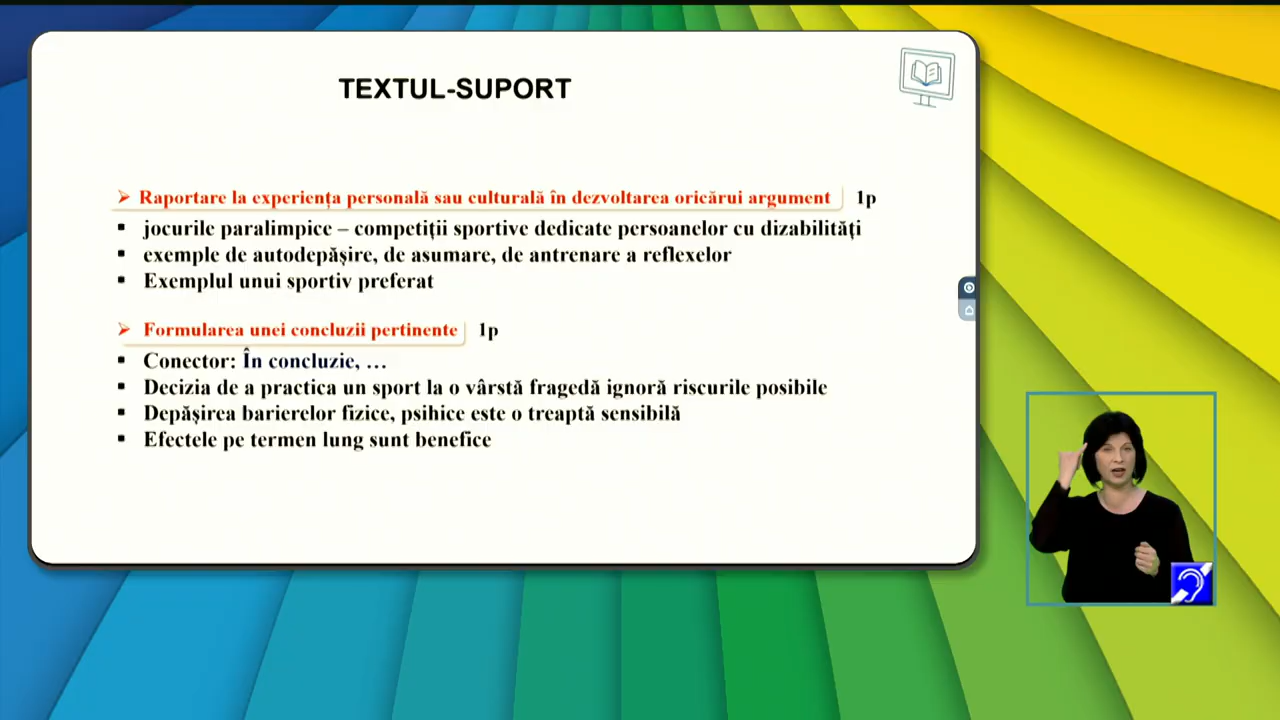 TEXTUL-SUPORT
➢ Raportare la experiența personală sau culturală în dezvoltarea oricărui argument 1p
▪ jocurile paralimpice – competiții sportive dedicate persoanelor cu dizabilități
▪ exemple de autodepășire, de asumare, de antrenare a reflexelor
▪ Exemplul unui sportiv preferat
➢ Formularea unei concluzii pertinente 1p
▪ Conector: În concluzie, …
▪ Decizia de a practica un sport la o vârstă fragedă ignoră riscurile posibile
▪ Depășirea barierelor fizice, psihice este o treaptă sensibilă
▪ Efectele pe termen lung sunt benefice